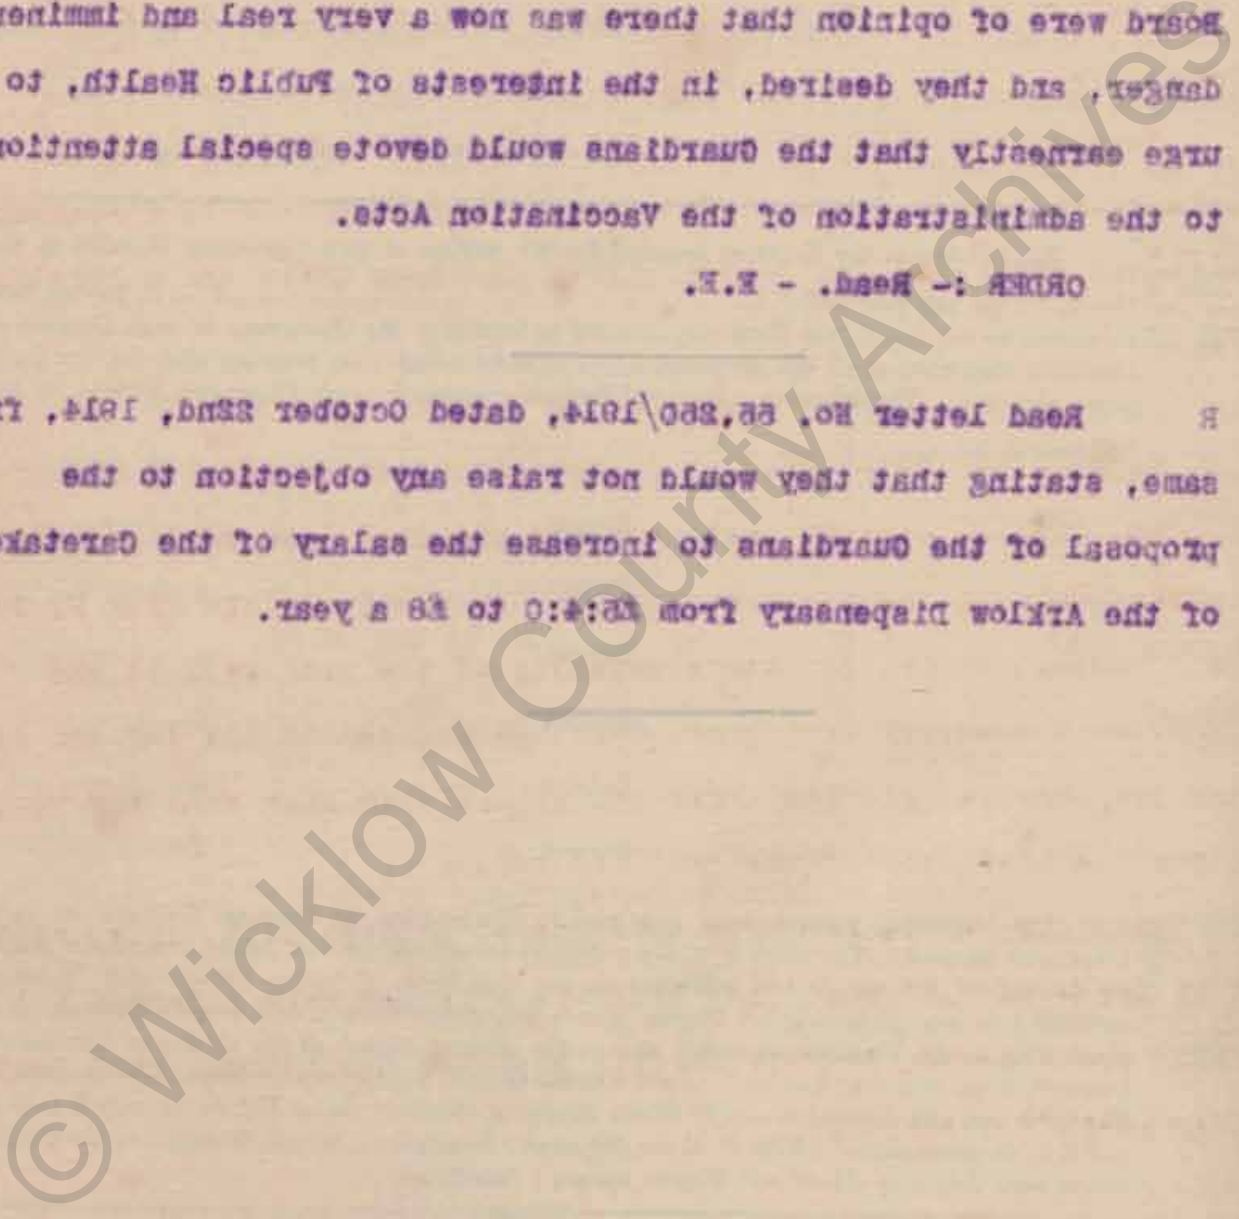 Board were of opinion that there was now a very real and imminen
danger, and they desired, in the interests of Public Health, to
urge earnestly that the Guardians would devote special attention
to the administration of the Vaccination Acts.
ORDER :- Read. - E.E.
R Read letter No. 55,250/1914, dated October 22nd, 1914, fr
same, stating that they would not raise any objection to the
proposal of the Guardians to increase the salary of the Caretake
of the Arklow Dispensary from £5:4:0 to £8 a year.
© Wicklow County Archives